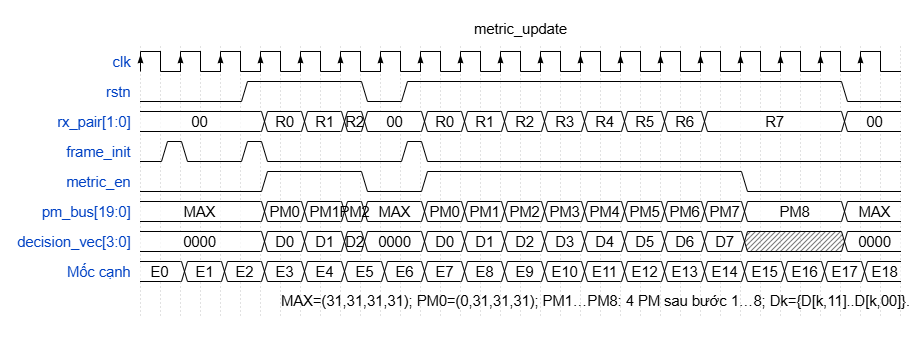 metric_update
clk
rstn
rx_pair[1:0] 00 R0 R1 R2 00 R0 R1 R2 R3 R4 R5 R6 R7 00
frame_init
metric_en
pm_bus[19:0] MAX PM0 PM1 PM2 MAX PM0 PM1 PM2 PM3 PM4 PM5 PM6 PM7 PM8 MAX
decision_vec[3:0] 0000 D0 D1 D2 0000 D0 D1 D2 D3 D4 D5 D6 D7 0000
Mốc cạnh E0 E1 E2 E3 E4 E5 E6 E7 E8 E9 E10 E11 E12 E13 E14 E15 E16 E17 E18
MAX=(31,31,31,31); PM0=(0,31,31,31); PM1…PM8: 4 PM sau bước 1…8; Dk={D[k,11]..D[k,00]}.